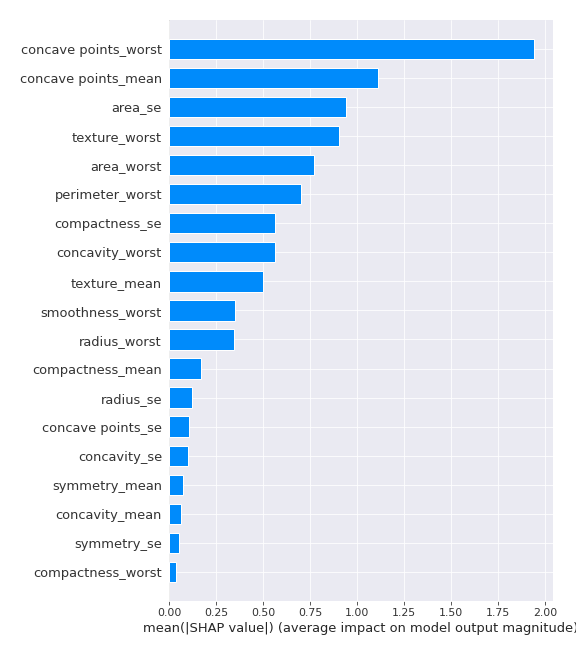 concave points_worst
concave points_mean
area_se
texture_worst
area_worst
perimeter_worst
compactness_se
concavity_worst
texture_mean
smoothness_worst
radius_worst
compactness_mean
radius_se
concave points_se
concavity_se
symmetry_mean
concavity_mean
symmetry_se
compactness_worst
0.00 0.25 0.50 0.75 1.00 1.25 1.50 1.75 2.00
mean(|SHAP value|) (average impact on model output magnitude)